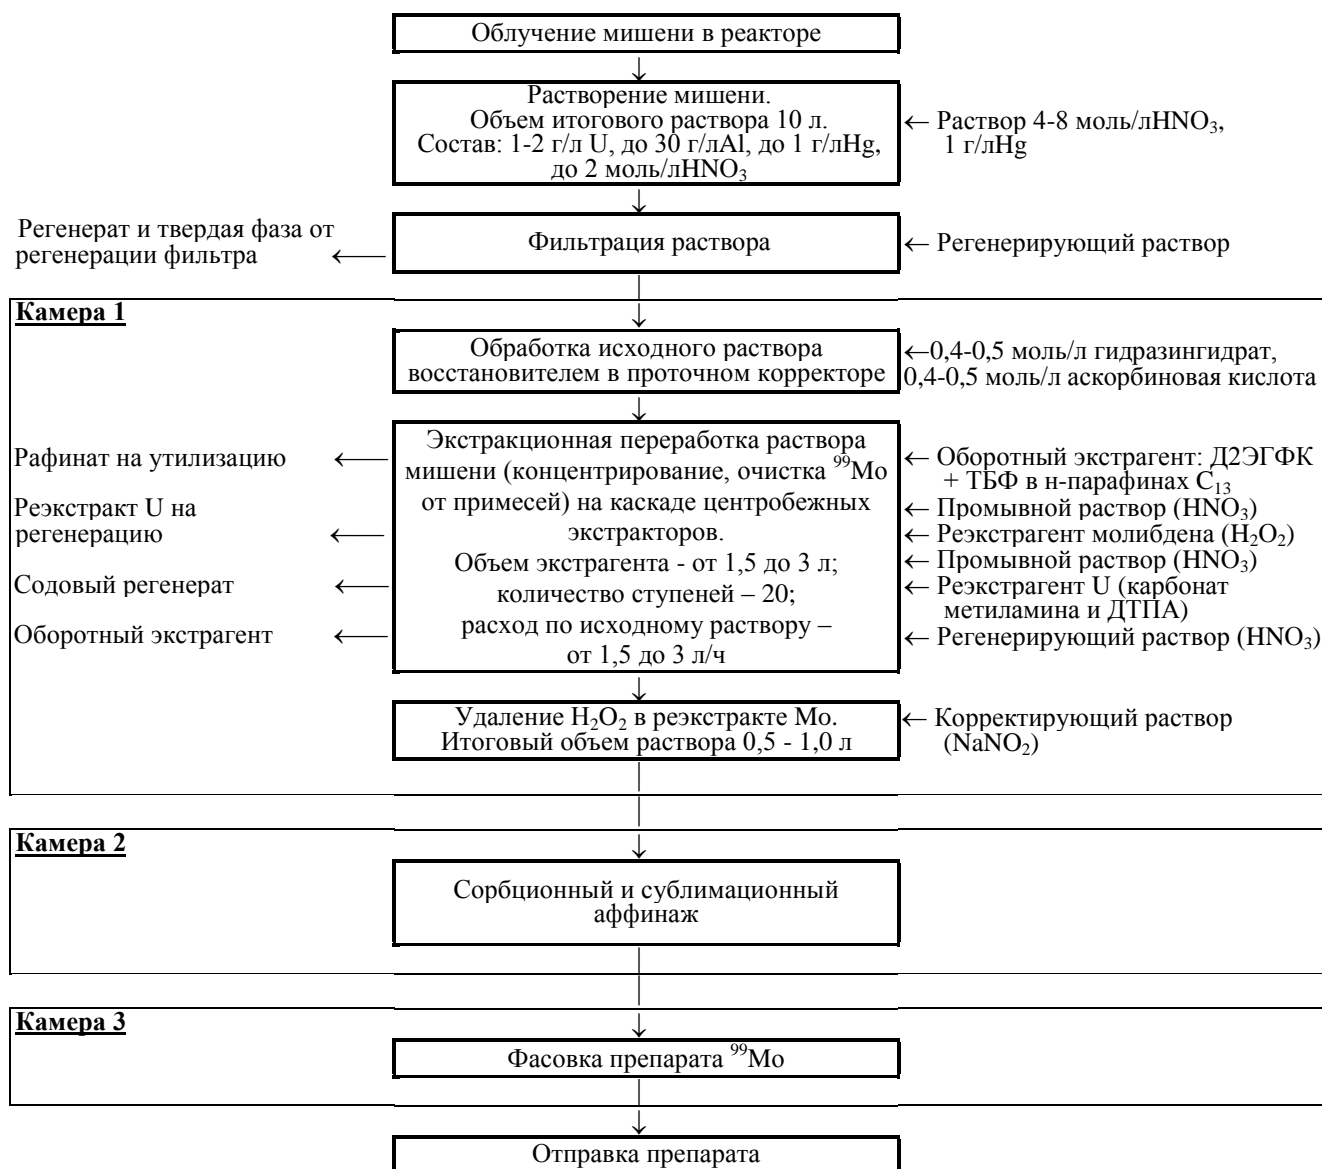 Облучение мишени в реакторе
↓
Растворение мишени.
Объем итогового раствора 10 л.
Состав: 1-2 г/л U, до 30 г/лAl, до 1 г/лHg,
до 2 моль/лHNO₃
← Раствор 4-8 моль/лHNO₃,
1 г/лHg
↓
Регенерат и твердая фаза от
регенерации фильтра ←
Фильтрация раствора
← Регенерирующий раствор
Камера 1
↓
Обработка исходного раствора
восстановителем в проточном корректоре
←0,4-0,5 моль/л гидразингидрат,
0,4-0,5 моль/л аскорбиновая кислота
↓
Рафинат на утилизацию ←
Реэкстракт U на
регенерацию ←
Содовый регенерат ←
Оборотный экстрагент ←
Экстракционная переработка раствора
мишени (концентрирование, очистка ⁹⁹Mo
от примесей) на каскаде центробежных
экстракторов.
Объем экстрагента - от 1,5 до 3 л;
количество ступеней – 20;
расход по исходному раствору –
от 1,5 до 3 л/ч
← Оборотный экстрагент: Д2ЭГФК
+ ТБФ в н-парафинах C₁₃
← Промывной раствор (HNO₃)
← Реэкстрагент молибдена (H₂O₂)
← Промывной раствор (HNO₃)
← Реэкстрагент U (карбонат
метиламина и ДТПА)
← Регенерирующий раствор (HNO₃)
↓
Удаление H₂O₂ в реэкстракте Mo.
Итоговый объем раствора 0,5 - 1,0 л
← Корректирующий раствор
(NaNO₂)
Камера 2
↓
Сорбционный и сублимационный
аффинаж
Камера 3
↓
Фасовка препарата ⁹⁹Mo
↓
Отправка препарата